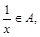 1/x ∈ A,